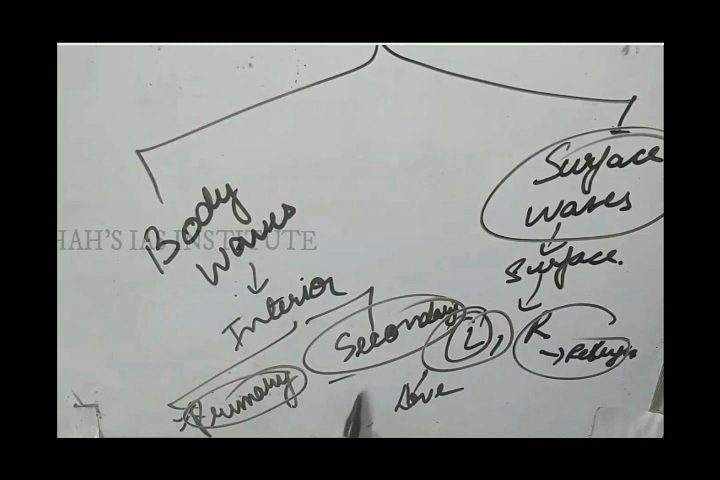 Surface
waves
Body
waves
HAH'S IAS INSTITUTE
Surface.
Interior
Secondary
L,
R
Primary
Love